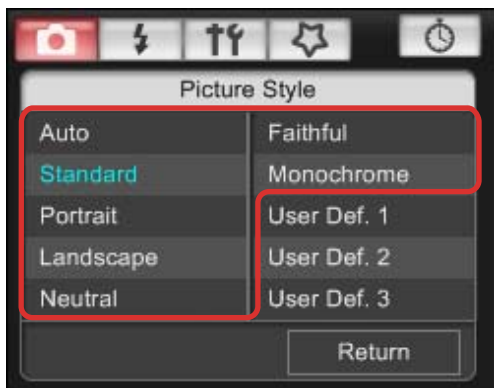 Picture Style
Auto
Standard
Portrait
Landscape
Neutral
Faithful
Monochrome
User Def. 1
User Def. 2
User Def. 3
Return